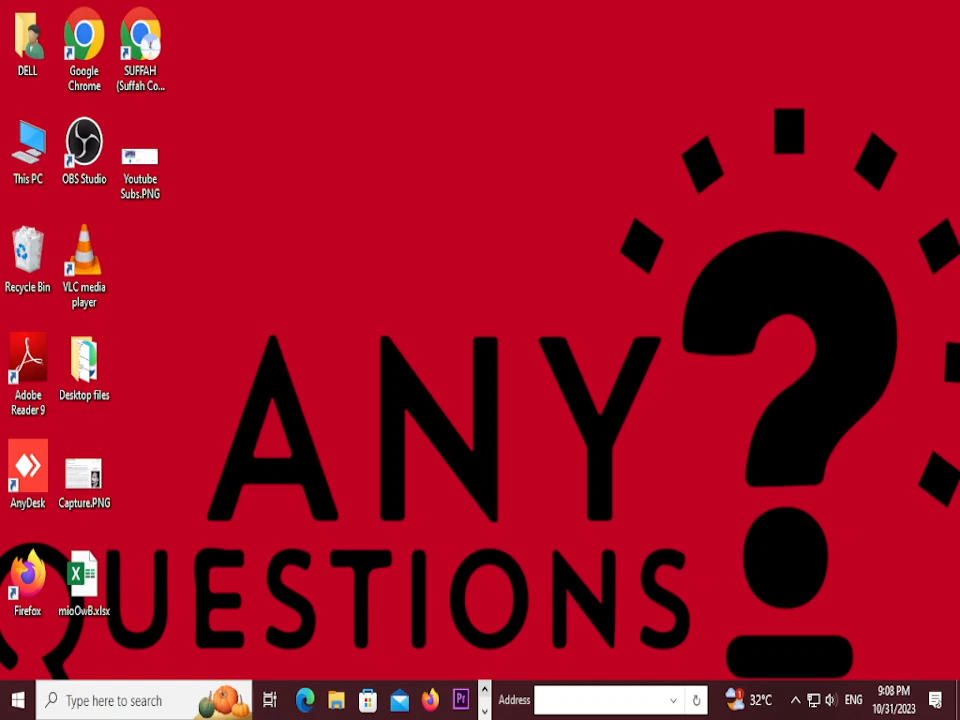 DELL
Google
Chrome
SUFFAH
(Suffah Co...
This PC
OBS Studio
Youtube
Subs.PNG
Recycle Bin
VLC media
player
Adobe
Reader 9
Desktop files
AnyDesk
Capture.PNG
Firefox
mioOwB.xlsx
ANY
QUESTIONS
?
Type here to search
Pr
Address
1
32°C
ENG
9:08 PM
10/31/2023